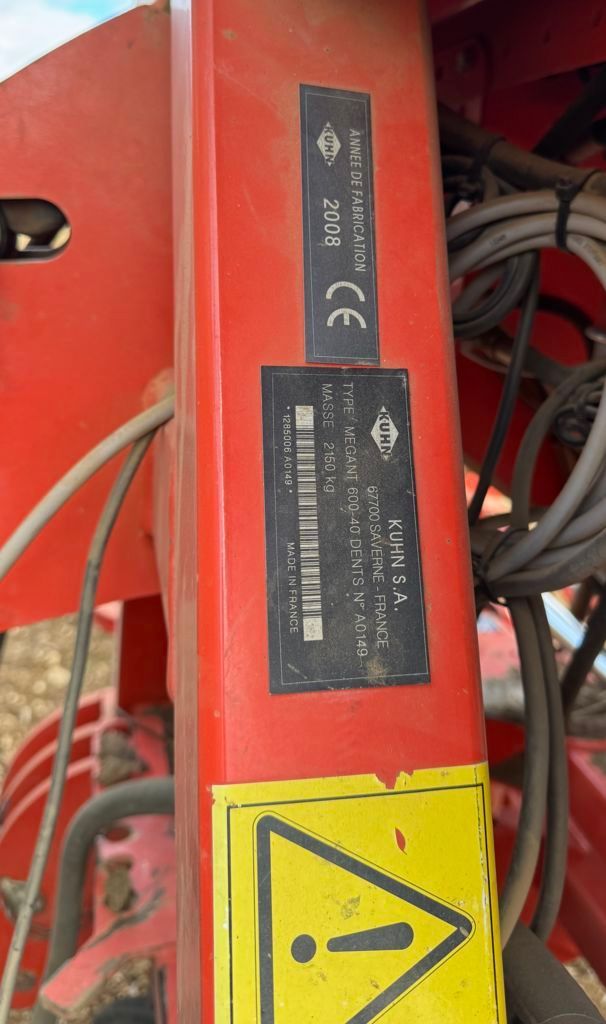 ANNEE DE FABRICATION
KUHN
2008
CE
KUHN
KUHN S.A.
67700 SAVERNE - FRANCE
TYPE / MEGANT 600-40 DENTS N° A0149
MASSE 2150 kg
* 1285006 A0149 *
MADE IN FRANCE